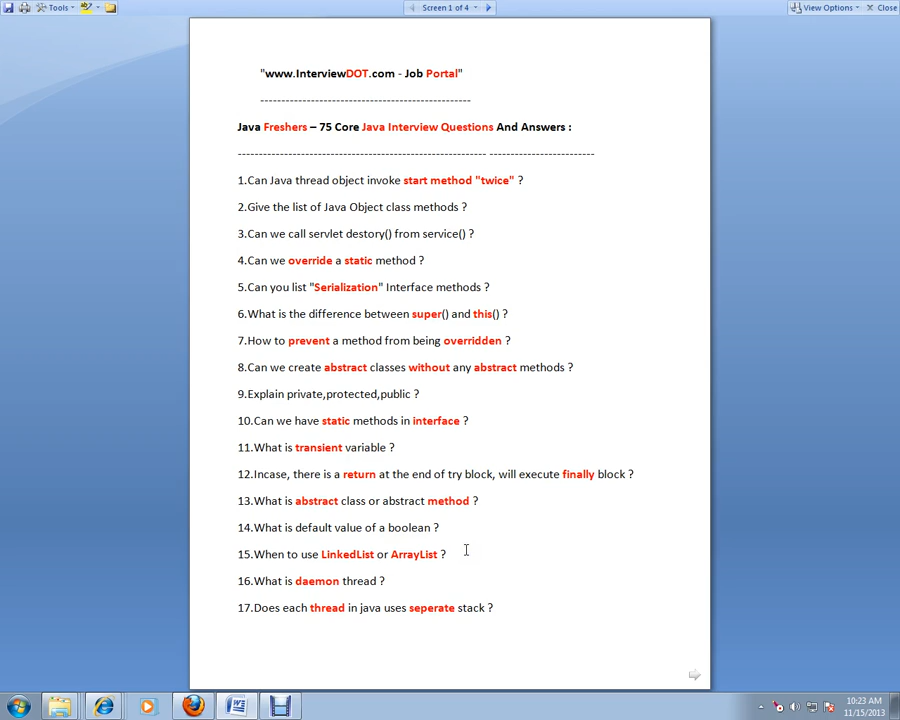 Tools
Screen 1 of 4
View Options
Close
"www.InterviewDOT.com - Job Portal"
--------------------------------------------------
Java Freshers – 75 Core Java Interview Questions And Answers :
----------------------------------------------------------- -------------------------
1.Can Java thread object invoke start method "twice" ?
2.Give the list of Java Object class methods ?
3.Can we call servlet destory() from service() ?
4.Can we override a static method ?
5.Can you list "Serialization" Interface methods ?
6.What is the difference between super() and this() ?
7.How to prevent a method from being overridden ?
8.Can we create abstract classes without any abstract methods ?
9.Explain private,protected,public ?
10.Can we have static methods in interface ?
11.What is transient variable ?
12.Incase, there is a return at the end of try block, will execute finally block ?
13.What is abstract class or abstract method ?
14.What is default value of a boolean ?
15.When to use LinkedList or ArrayList ?
16.What is daemon thread ?
17.Does each thread in java uses seperate stack ?
10:23 AM
11/15/2013